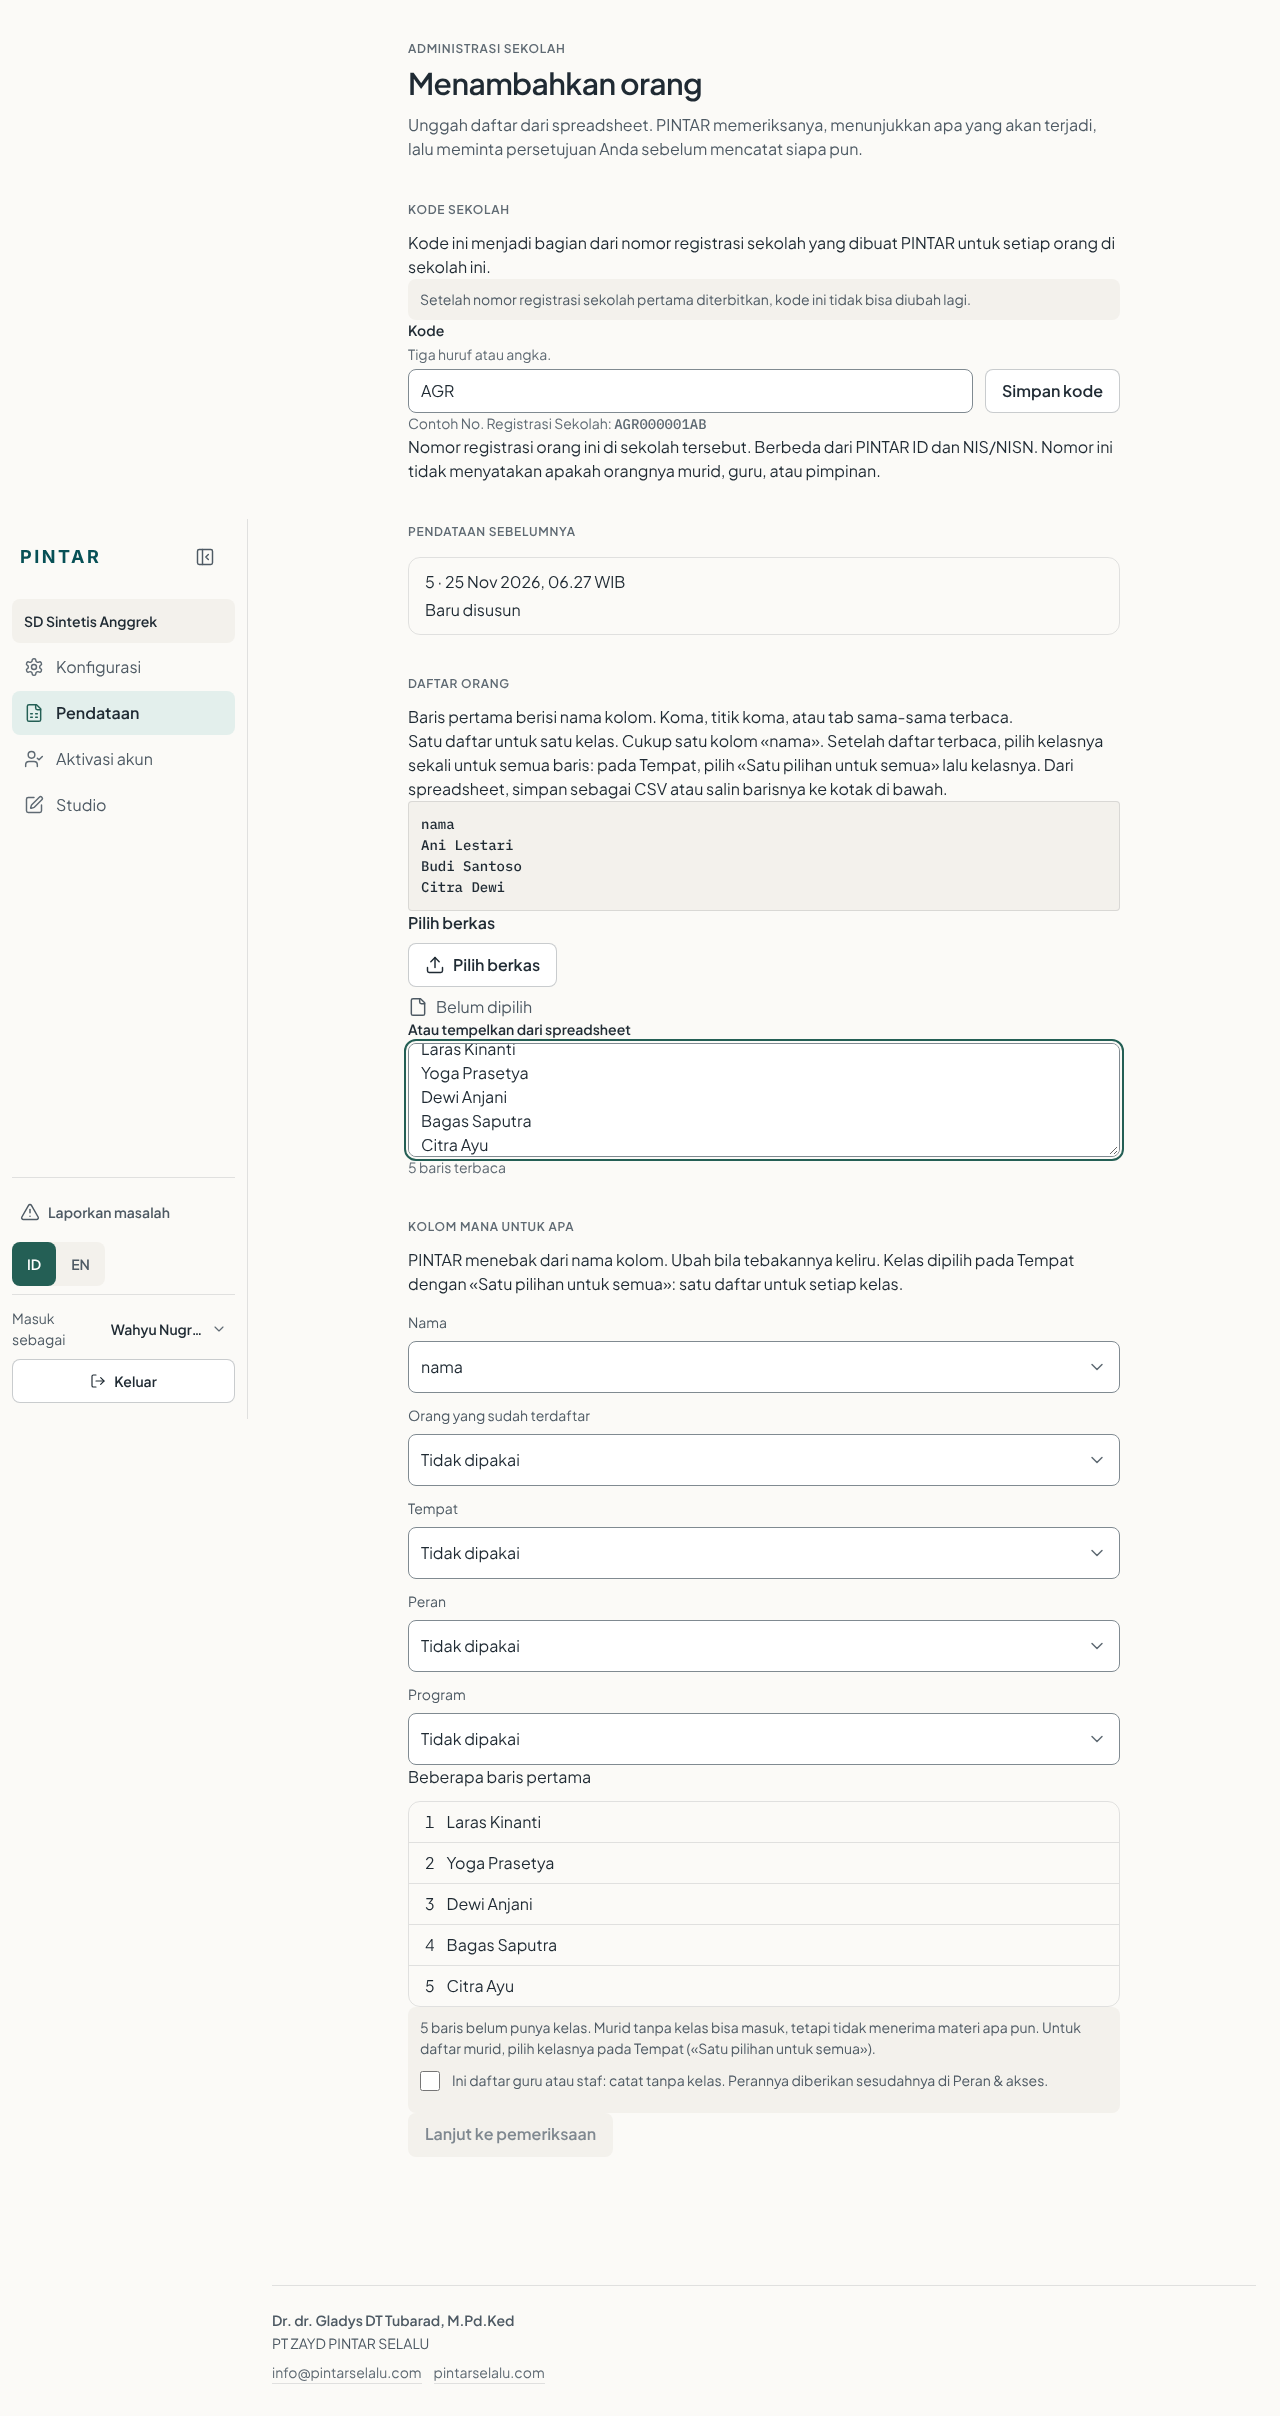 ADMINISTRASI SEKOLAH
Menambahkan orang
Unggah daftar dari spreadsheet. PINTAR memeriksanya, menunjukkan apa yang akan terjadi,
lalu meminta persetujuan Anda sebelum mencatat siapa pun.
KODE SEKOLAH
Kode ini menjadi bagian dari nomor registrasi sekolah yang dibuat PINTAR untuk setiap orang di
sekolah ini.
Setelah nomor registrasi sekolah pertama diterbitkan, kode ini tidak bisa diubah lagi.
Kode
Tiga huruf atau angka.
AGR
Simpan kode
Contoh No. Registrasi Sekolah: AGR000001AB
Nomor registrasi orang ini di sekolah tersebut. Berbeda dari PINTAR ID dan NIS/NISN. Nomor ini
tidak menyatakan apakah orangnya murid, guru, atau pimpinan.
PENDATAAN SEBELUMNYA
5 · 25 Nov 2026, 06.27 WIB
Baru disusun
PINTAR
SD Sintetis Anggrek
Konfigurasi
Pendataan
Aktivasi akun
Studio
Laporkan masalah
ID
EN
Masuk
sebagai
Wahyu Nugr...
Keluar
DAFTAR ORANG
Baris pertama berisi nama kolom. Koma, titik koma, atau tab sama-sama terbaca.
Satu daftar untuk satu kelas. Cukup satu kolom «nama». Setelah daftar terbaca, pilih kelasnya
sekali untuk semua baris: pada Tempat, pilih «Satu pilihan untuk semua» lalu kelasnya. Dari
spreadsheet, simpan sebagai CSV atau salin barisnya ke kotak di bawah.
nama
Ani Lestari
Budi Santoso
Citra Dewi
Pilih berkas
Pilih berkas
Belum dipilih
Atau tempelkan dari spreadsheet
Laras Kinanti
Yoga Prasetya
Dewi Anjani
Bagas Saputra
Citra Ayu
5 baris terbaca
KOLOM MANA UNTUK APA
PINTAR menebak dari nama kolom. Ubah bila tebakannya keliru. Kelas dipilih pada Tempat
dengan «Satu pilihan untuk semua»: satu daftar untuk setiap kelas.
Nama
nama
Orang yang sudah terdaftar
Tidak dipakai
Tempat
Tidak dipakai
Peran
Tidak dipakai
Program
Tidak dipakai
Beberapa baris pertama
1 Laras Kinanti
2 Yoga Prasetya
3 Dewi Anjani
4 Bagas Saputra
5 Citra Ayu
5 baris belum punya kelas. Murid tanpa kelas bisa masuk, tetapi tidak menerima materi apa pun. Untuk
daftar murid, pilih kelasnya pada Tempat («Satu pilihan untuk semua»).
Ini daftar guru atau staf: catat tanpa kelas. Perannya diberikan sesudahnya di Peran & akses.
Lanjut ke pemeriksaan
Dr. dr. Gladys DT Tubarad, M.Pd.Ked
PT ZAYD PINTAR SELALU
info@pintarselalu.com pintarselalu.com